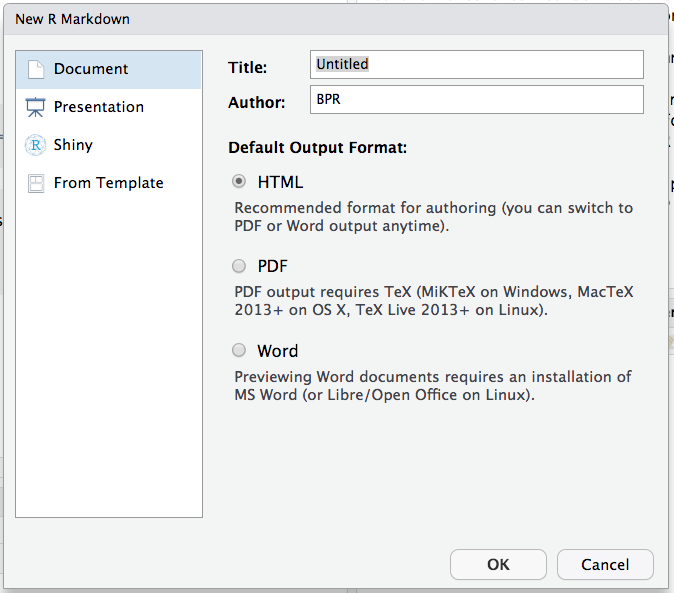 New R Markdown
Document
Presentation
R Shiny
From Template
Title: Untitled
Author: BPR
Default Output Format:
HTML
Recommended format for authoring (you can switch to
PDF or Word output anytime).
PDF
PDF output requires TeX (MiKTeX on Windows, MacTeX
2013+ on OS X, TeX Live 2013+ on Linux).
Word
Previewing Word documents requires an installation of
MS Word (or Libre/Open Office on Linux).
OK Cancel